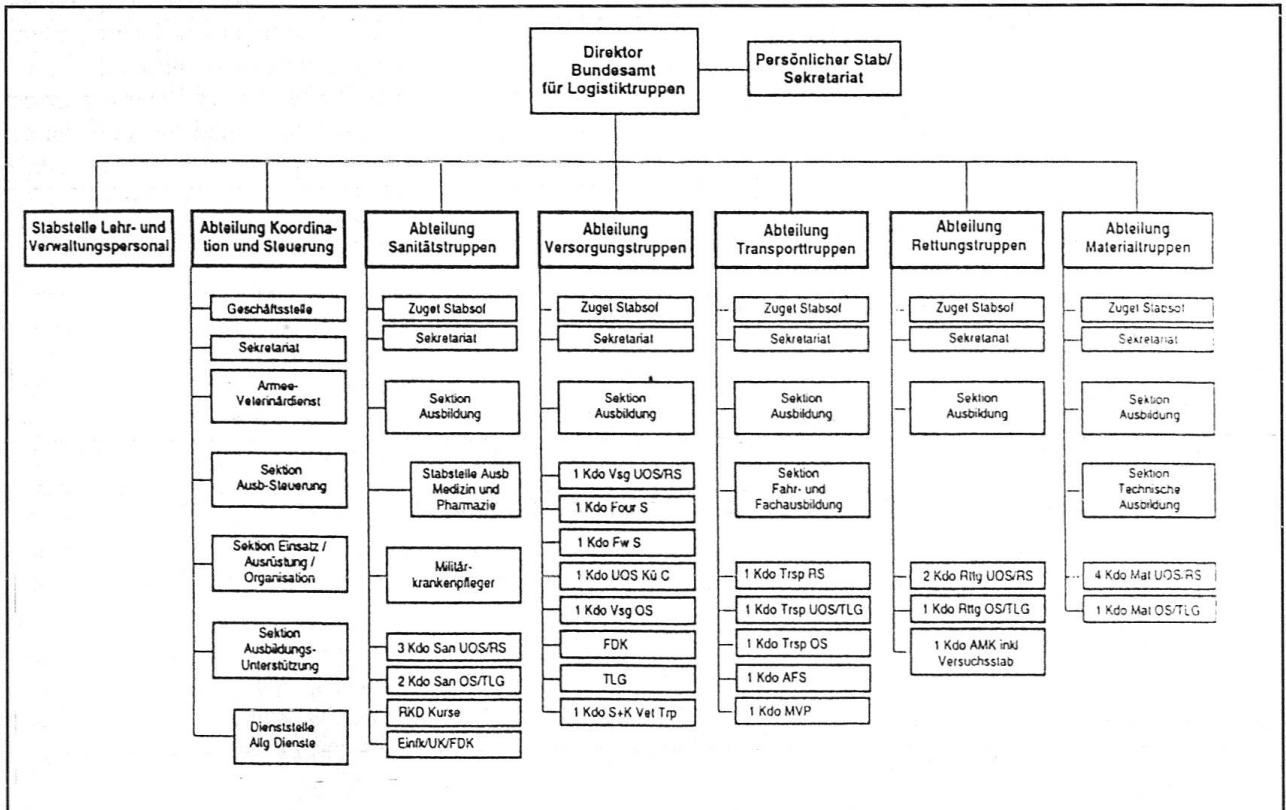 Direktor
Bundesamt
für Logistiktruppen
Persönlicher Stab/
Sekretariat
Stabstelle Lehr- und
Verwaltungspersonal
Abteilung Koordina-
tion und Steuerung
Geschäftsstelle
Sekretariat
Armee-
Veterinärdienst
Sektion
Ausb-Steuerung
Sektion Einsatz /
Ausrüstung /
Organisation
Sektion
Ausbildungs-
Unterstützung
Dienststelle
Allg Dienste
Abteilung
Sanitätstruppen
Zuget Stabsof
Sekretariat
Sektion
Ausbildung
Stabstelle Ausb
Medizin und
Pharmazie
Militär-
krankenpfleger
3 Kdo San UOS/RS
2 Kdo San OS/TLG
RKD Kurse
Einfk/UK/FDK
Abteilung
Versorgungstruppen
Zuget Stabsof
Sekretariat
Sektion
Ausbildung
1 Kdo Vsg UOS/RS
1 Kdo Four S
1 Kdo Fw S
1 Kdo UOS Kü C
1 Kdo Vsg OS
FDK
TLG
1 Kdo S+K Vet Trp
Abteilung
Transporttruppen
Zuget Stabsof
Sekretariat
Sektion
Ausbildung
Sektion
Fahr- und
Fachausbildung
1 Kdo Trsp RS
1 Kdo Trsp UOS/TLG
1 Kdo Trsp OS
1 Kdo AFS
1 Kdo MVP
Abteilung
Rettungstruppen
Zuget Stabsof
Sekretariat
Sektion
Ausbildung
2 Kdo Rttg UOS/RS
1 Kdo Rttg OS/TLG
1 Kdo AMK inkl
Versuchsstab
Abteilung
Materialtruppen
Zuget Stabsof
Sekretariat
Sektion
Ausbildung
Sektion
Technische
Ausbildung
4 Kdo Mat UOS/RS
1 Kdo Mat OS/TLG